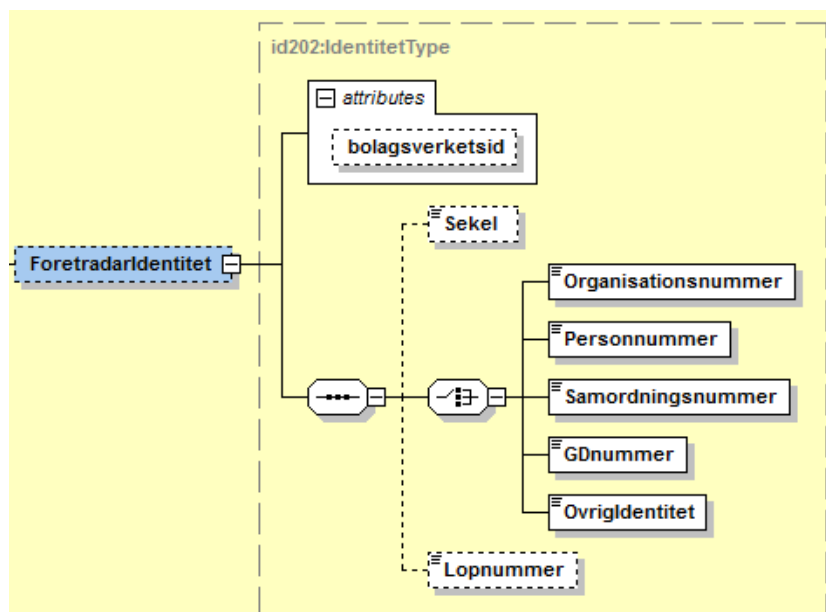 id202:IdentitetType
attributes
bolagsverketsid
Sekel
ForetradarIdentitet
Organisationsnummer
Personnummer
Samordningsnummer
GDnummer
OvrigIdentitet
Lopnummer